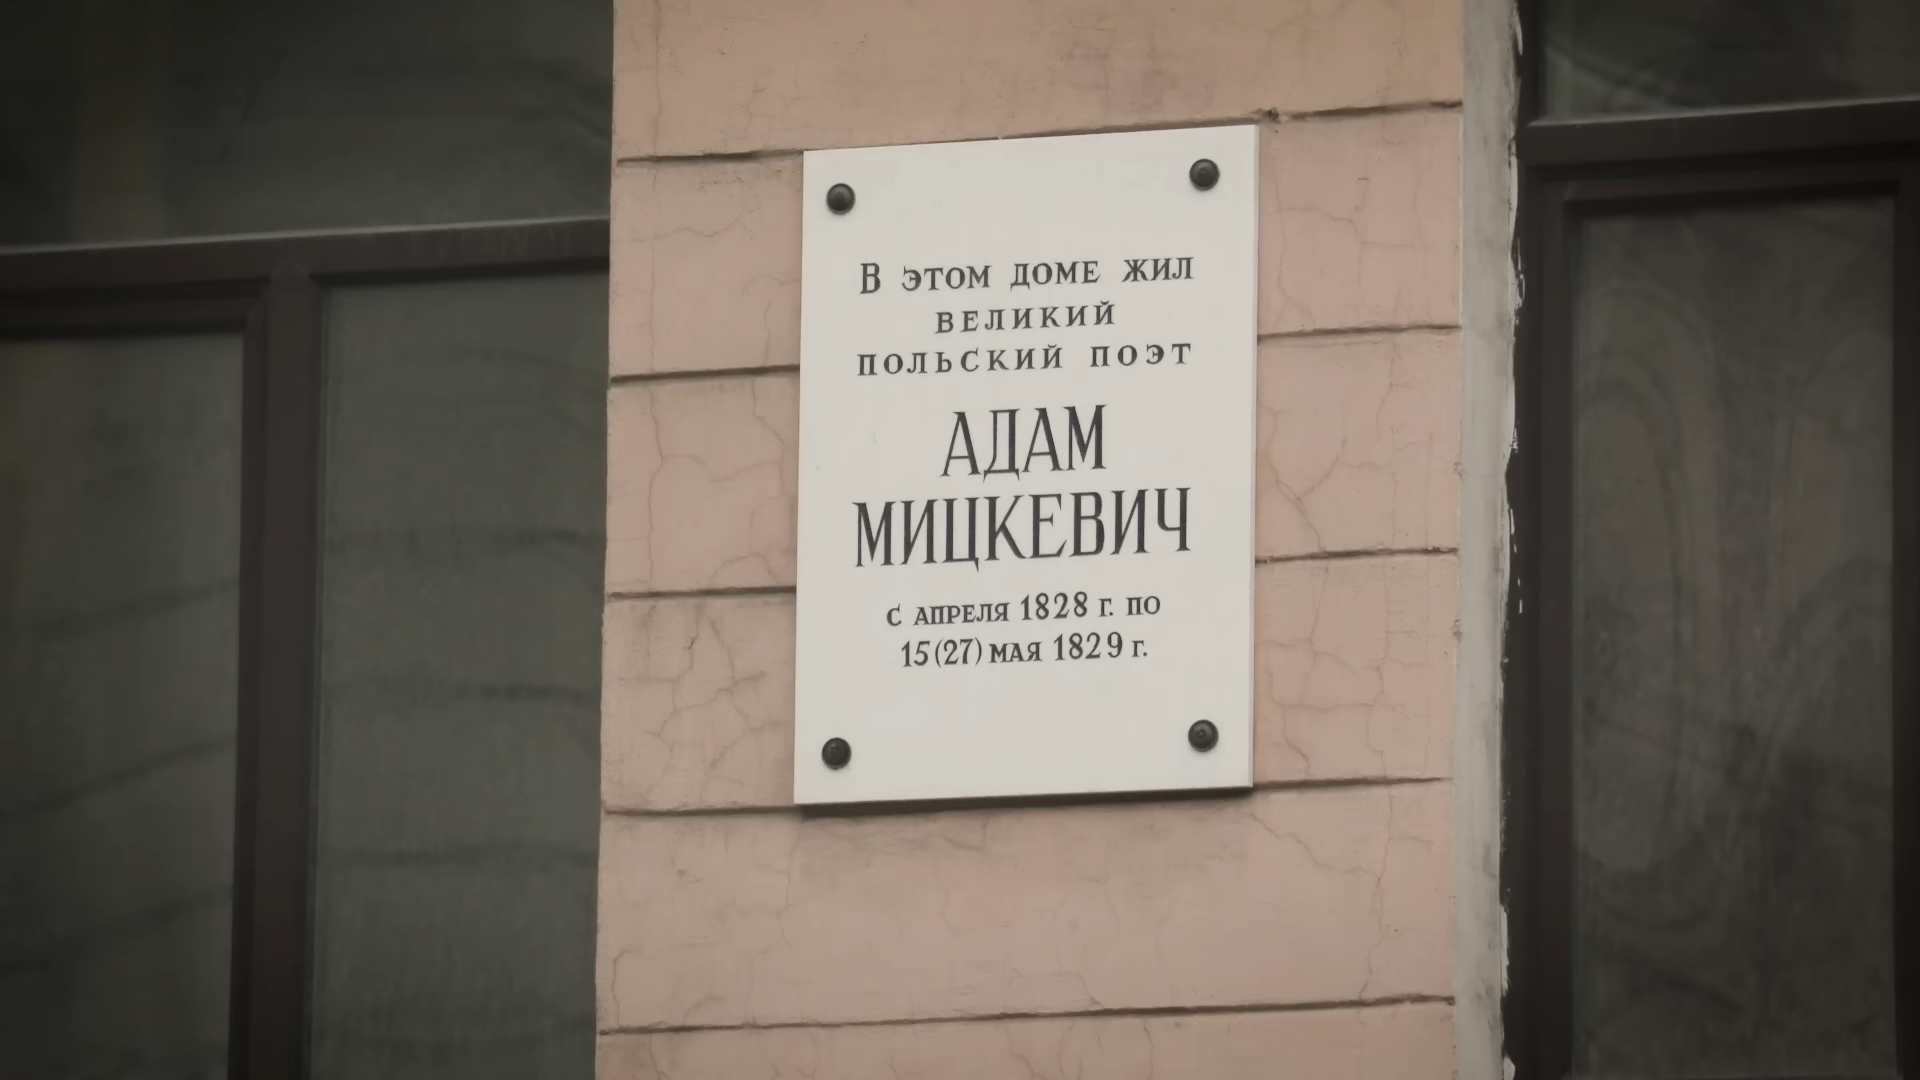 В ЭТОМ ДОМЕ ЖИЛ
ВЕЛИКИЙ
ПОЛЬСКИЙ ПОЭТ
АДАМ
МИЦКЕВИЧ
С АПРЕЛЯ 1828 Г. ПО
15(27) МАЯ 1829 Г.